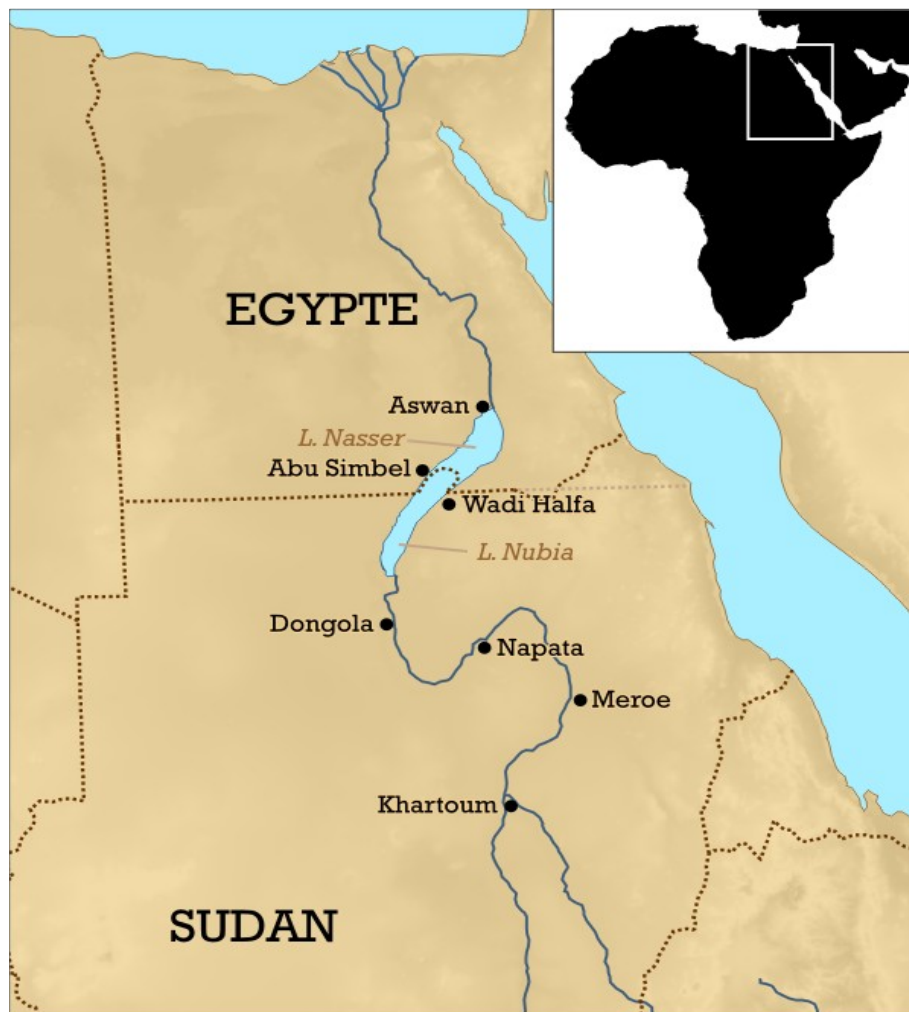 EGYPTE
Aswan
L. Nasser
Abu Simbel
Wadi Halfa
L. Nubia
Dongola
Napata
Meroe
Khartoum
SUDAN